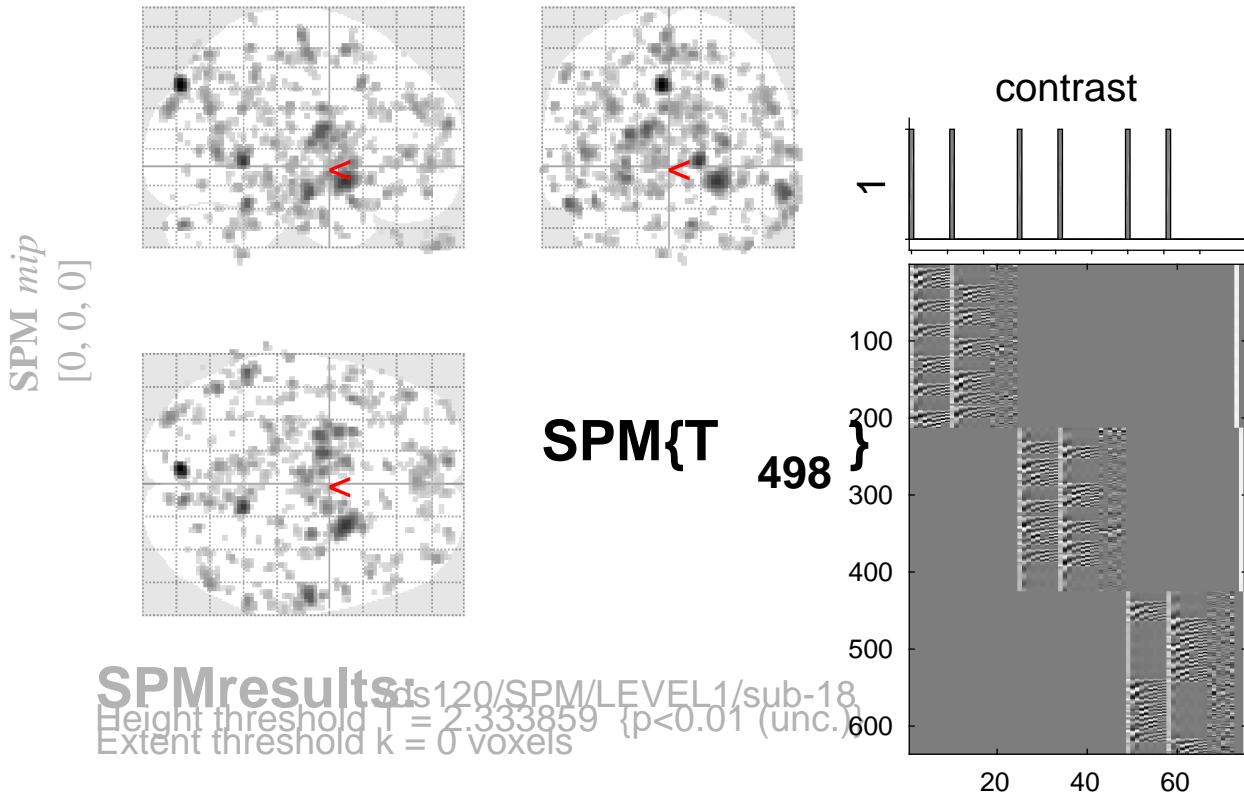 SPM mip
[0, 0, 0]
<
<
<
SPM{T498}
contrast
1
100
200
300
400
500
600
20 40 60
SPMresults: ./ds120/SPM/LEVEL1/sub-18
Height threshold T = 2.333859 {p<0.01 (unc.)}
Extent threshold k = 0 voxels